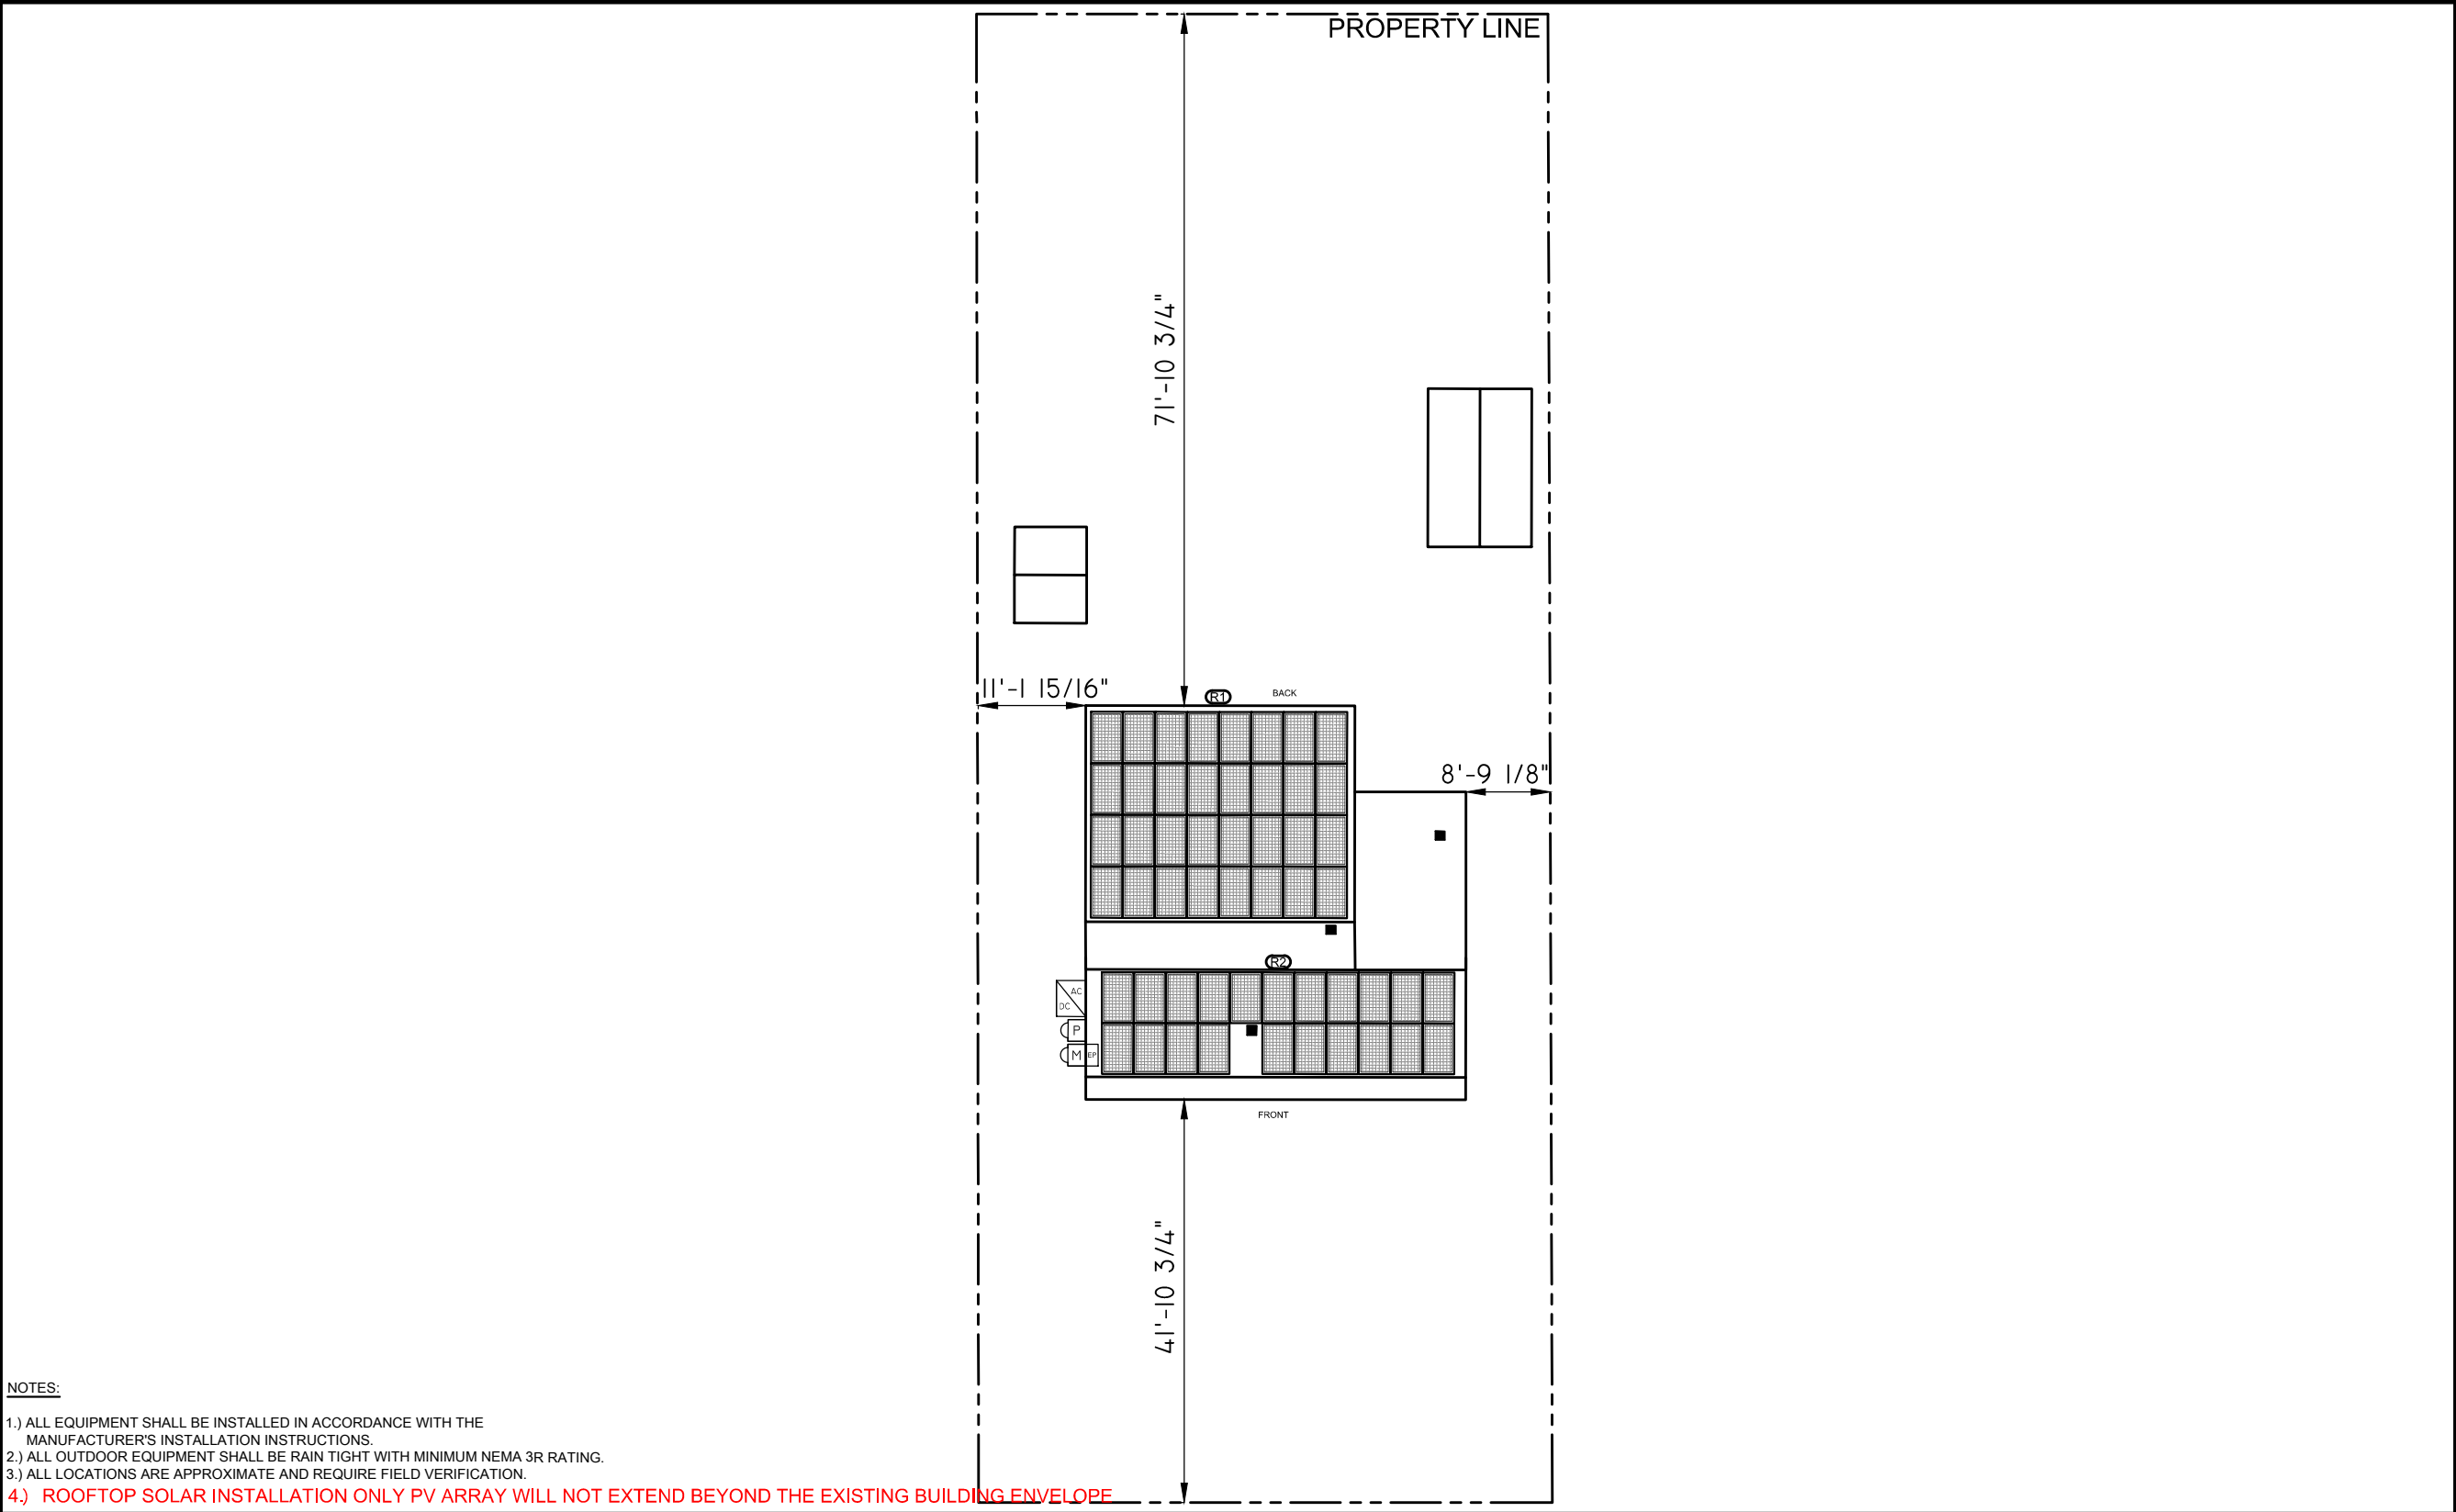 PROPERTY LINE
71'-10 3/4"
11'-1 15/16"
R1
BACK
8'-9 1/8"
R2
AC
DC
P
M
EP
FRONT
41'-10 3/4"
NOTES:
1.) ALL EQUIPMENT SHALL BE INSTALLED IN ACCORDANCE WITH THE
MANUFACTURER'S INSTALLATION INSTRUCTIONS.
2.) ALL OUTDOOR EQUIPMENT SHALL BE RAIN TIGHT WITH MINIMUM NEMA 3R RATING.
3.) ALL LOCATIONS ARE APPROXIMATE AND REQUIRE FIELD VERIFICATION.
4.) ROOFTOP SOLAR INSTALLATION ONLY PV ARRAY WILL NOT EXTEND BEYOND THE EXISTING BUILDING ENVELOPE